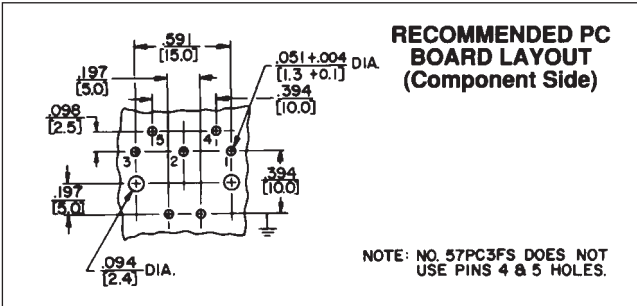 RECOMMENDED PC
BOARD LAYOUT
(Component Side)
.591
[15.0]
.197
[5.0]
.051+.004 DIA.
[1.3 +0.1]
.394
[10.0]
.098
[2.5]
5
4
3
2
1
.394
[10.0]
.197
[5.0]
.094 DIA.
[2.4]
NOTE: NO. 57PC3FS DOES NOT
USE PINS 4 & 5 HOLES.